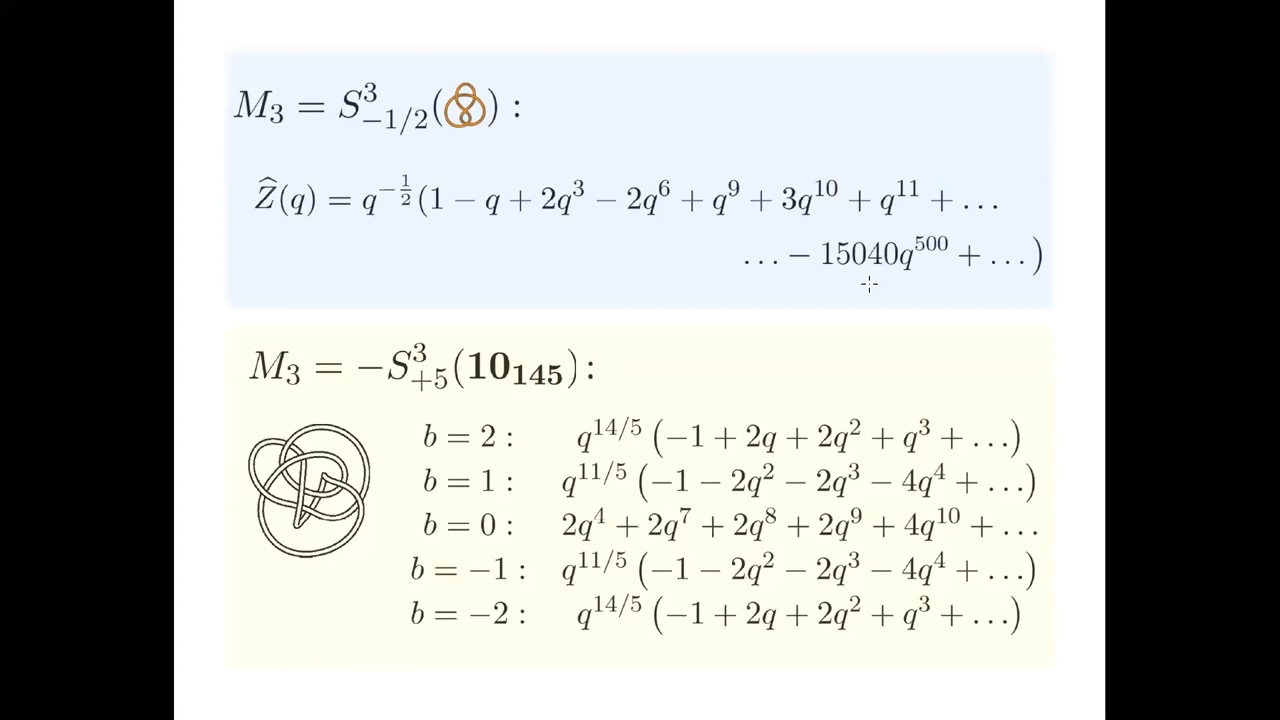 M₃ = S³₋₁/₂( ) :
Ẑ(q) = q^{-1/2}(1 − q + 2q³ − 2q⁶ + q⁹ + 3q¹⁰ + q¹¹ + …
… − 15040q⁵⁰⁰ + …)
M₃ = −S³₊₅(10₁₄₅):
b = 2 : q^{14/5} (−1 + 2q + 2q² + q³ + …)
b = 1 : q^{11/5} (−1 − 2q² − 2q³ − 4q⁴ + …)
b = 0 : 2q⁴ + 2q⁷ + 2q⁸ + 2q⁹ + 4q¹⁰ + …
b = −1 : q^{11/5} (−1 − 2q² − 2q³ − 4q⁴ + …)
b = −2 : q^{14/5} (−1 + 2q + 2q² + q³ + …)